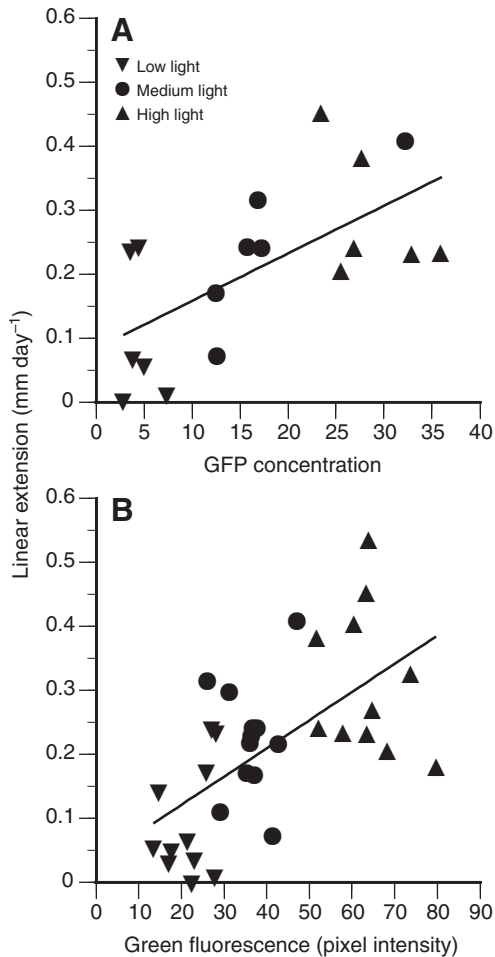 A
Low light
Medium light
High light
0.6
0.5
0.4
0.3
0.2
0.1
0
0 5 10 15 20 25 30 35 40
GFP concentration
Linear extension (mm day⁻¹)
B
0.6
0.5
0.4
0.3
0.2
0.1
0
0 10 20 30 40 50 60 70 80 90
Green fluorescence (pixel intensity)